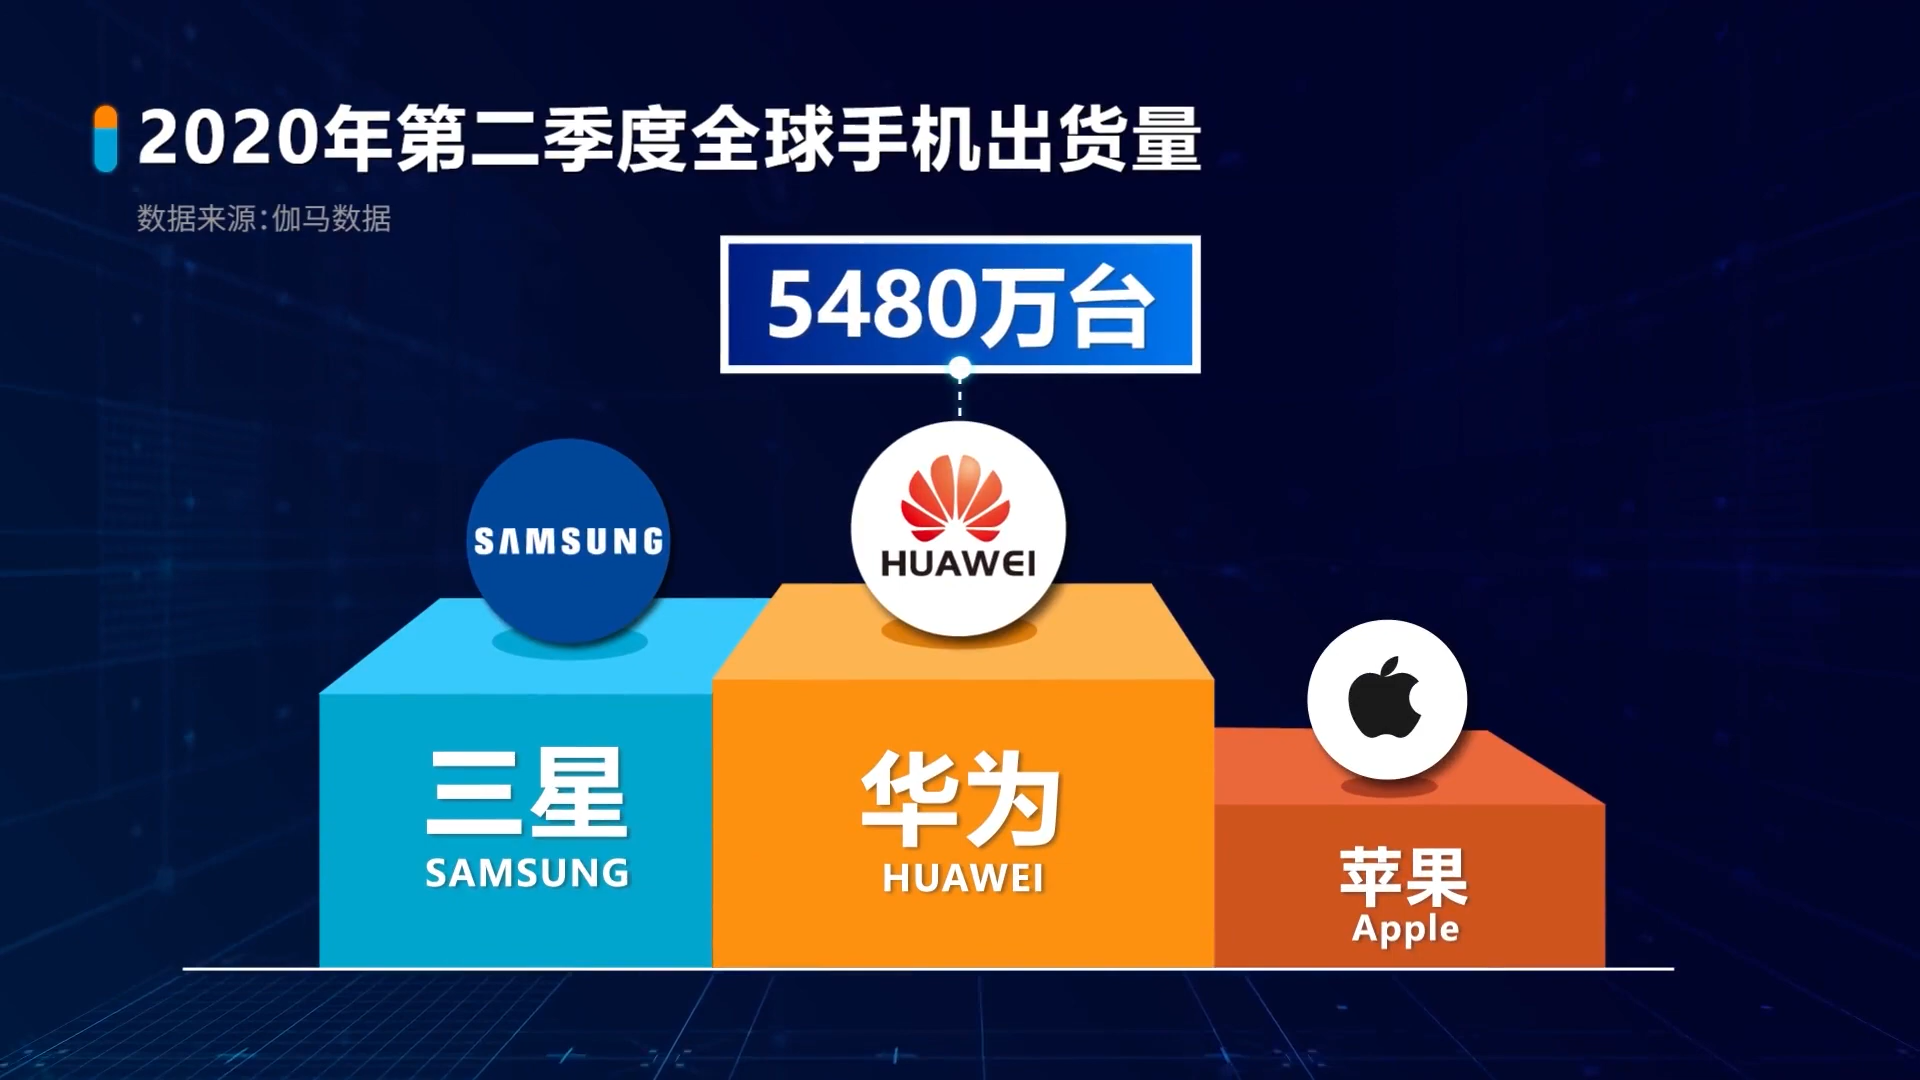 2020年第二季度全球手机出货量
数据来源:伽马数据
5480万台
SAMSUNG
HUAWEI
三星
SAMSUNG
华为
HUAWEI
苹果
Apple